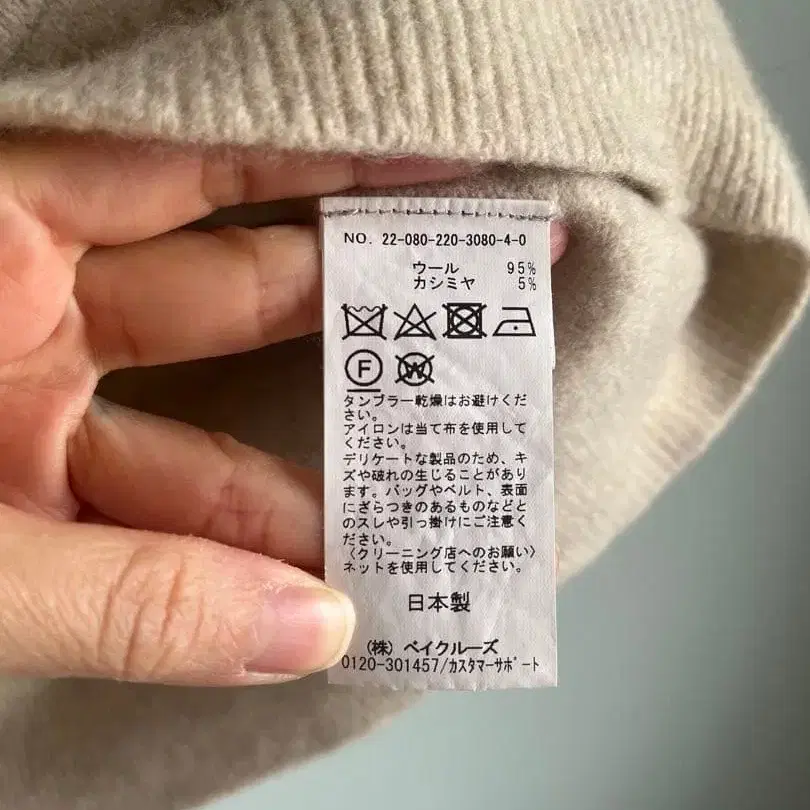 NO. 22-080-220-3080-4-0
ウール 95%
カシミヤ 5%
F W
タンブラー乾燥はお避けくだ
さい。
アイロンは当て布を使用して
ください。
デリケートな製品のため、キ
ズや破れの生じることがあり
ます。バッグやベルト、表面
にざらつきのあるものなどと
のスレや引っ掛けにご注意く
ださい。
〈クリーニング店へのお願い〉
ネットを使用してください。
日本製
(株) ベイクルーズ
0120-301457/カスタマーサポート